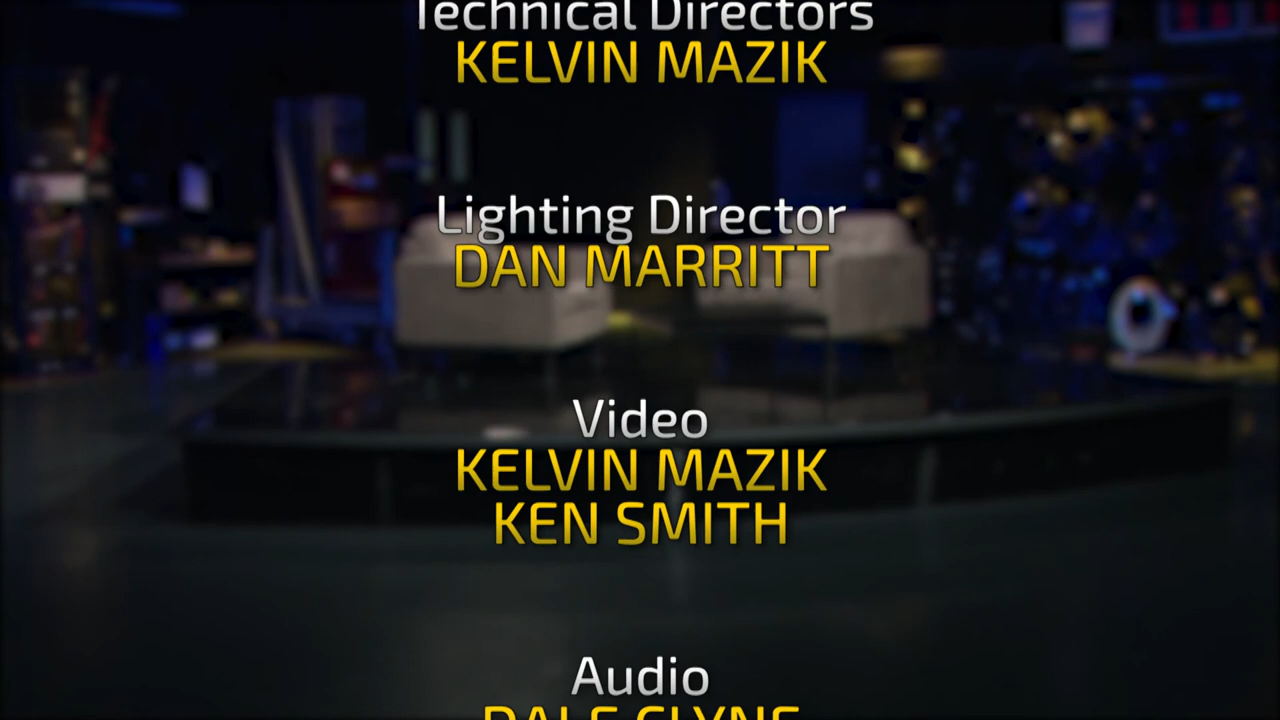 Technical Directors
KELVIN MAZIK
Lighting Director
DAN MARRITT
Video
KELVIN MAZIK
KEN SMITH
Audio